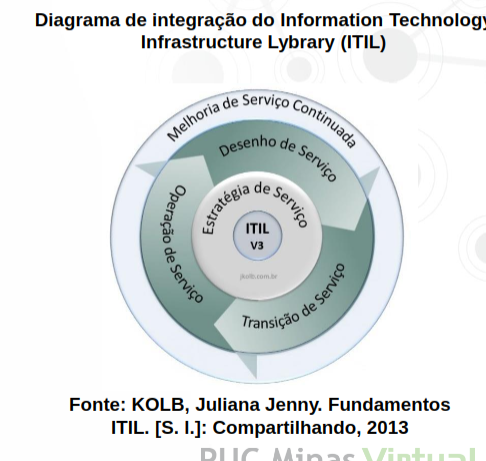 Diagrama de integração do Information Technology
Infrastructure Lybrary (ITIL)
Melhoria de Serviço Continuada
Desenho de Serviço
Estratégia de Serviço
Operação de Serviço
ITIL
V3
jkolb.com.br
Transição de Serviço
Fonte: KOLB, Juliana Jenny. Fundamentos
ITIL. [S. l.]: Compartilhando, 2013
PUC Minas Virtual